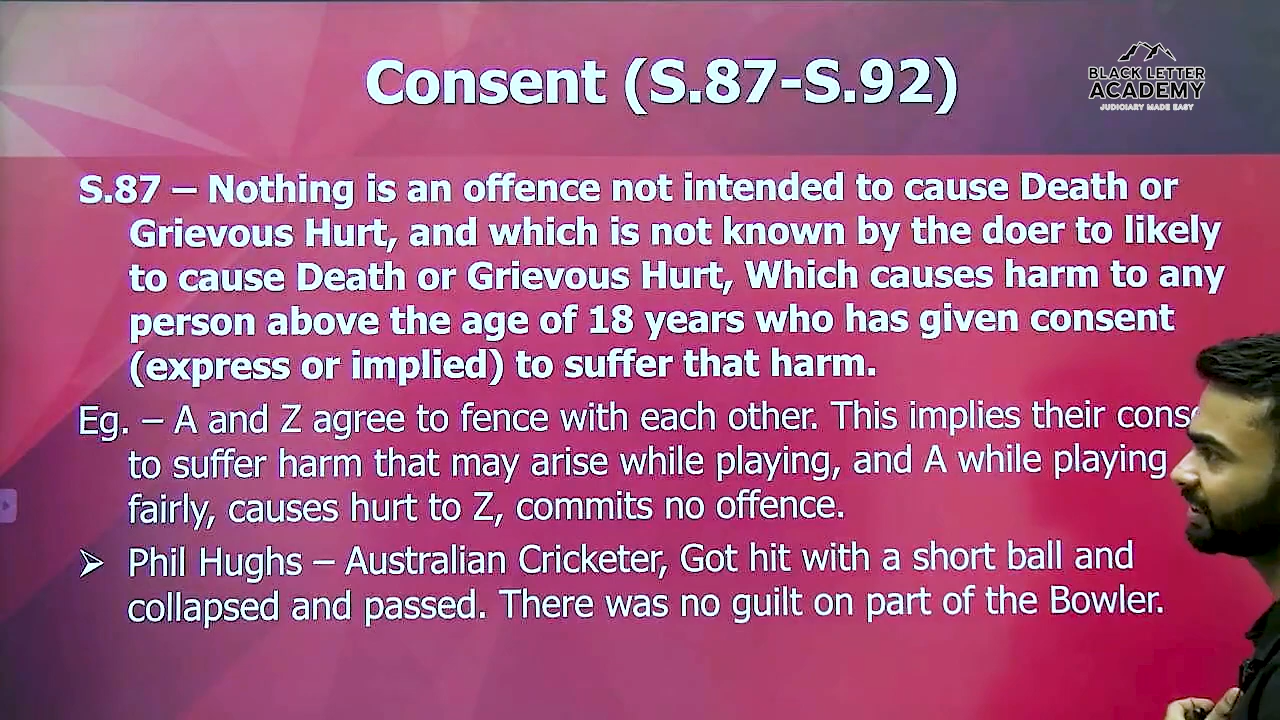 Consent (S.87-S.92)
BLACK LETTER
ACADEMY
JUDICIARY MADE EASY
S.87 – Nothing is an offence not intended to cause Death or
Grievous Hurt, and which is not known by the doer to likely
to cause Death or Grievous Hurt, Which causes harm to any
person above the age of 18 years who has given consent
(express or implied) to suffer that harm.
Eg. – A and Z agree to fence with each other. This implies their
to suffer harm that may arise while playing, and A while playing
fairly, causes hurt to Z, commits no offence.
➢ Phil Hughs – Australian Cricketer, Got hit with a short ball and
collapsed and passed. There was no guilt on part of the Bowler.